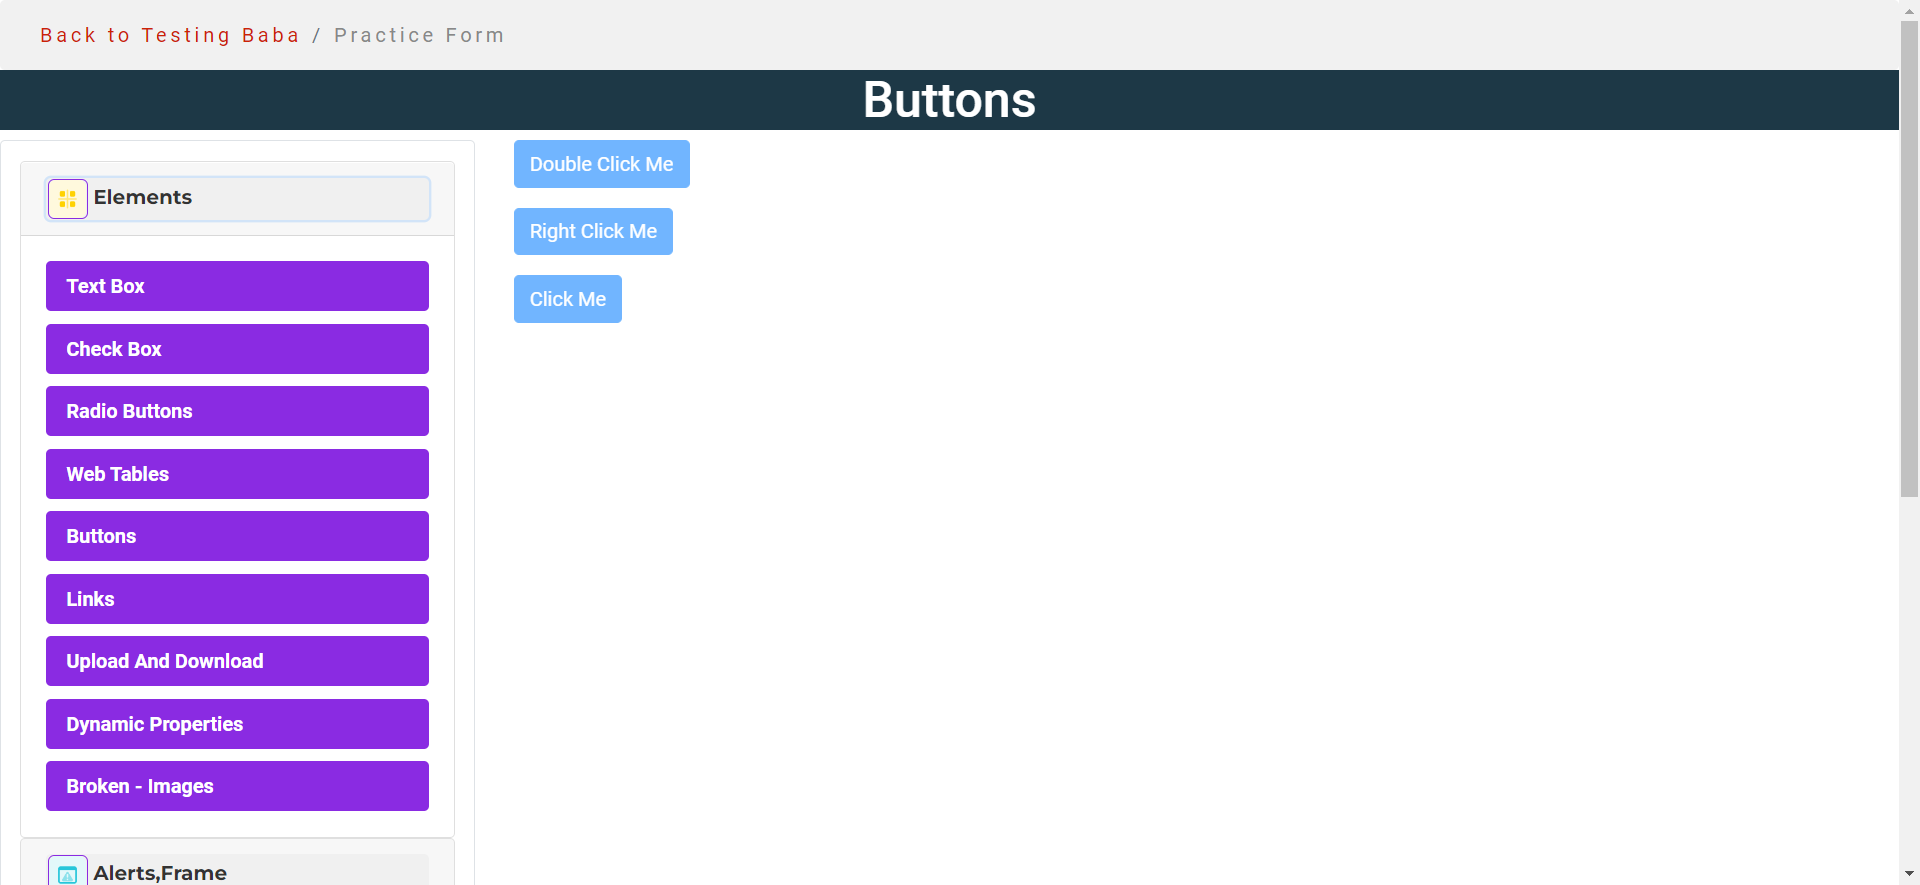 Back to Testing Baba / Practice Form
Buttons
Elements
Text Box
Check Box
Radio Buttons
Web Tables
Buttons
Links
Upload And Download
Dynamic Properties
Broken - Images
Alerts,Frame
Double Click Me
Right Click Me
Click Me